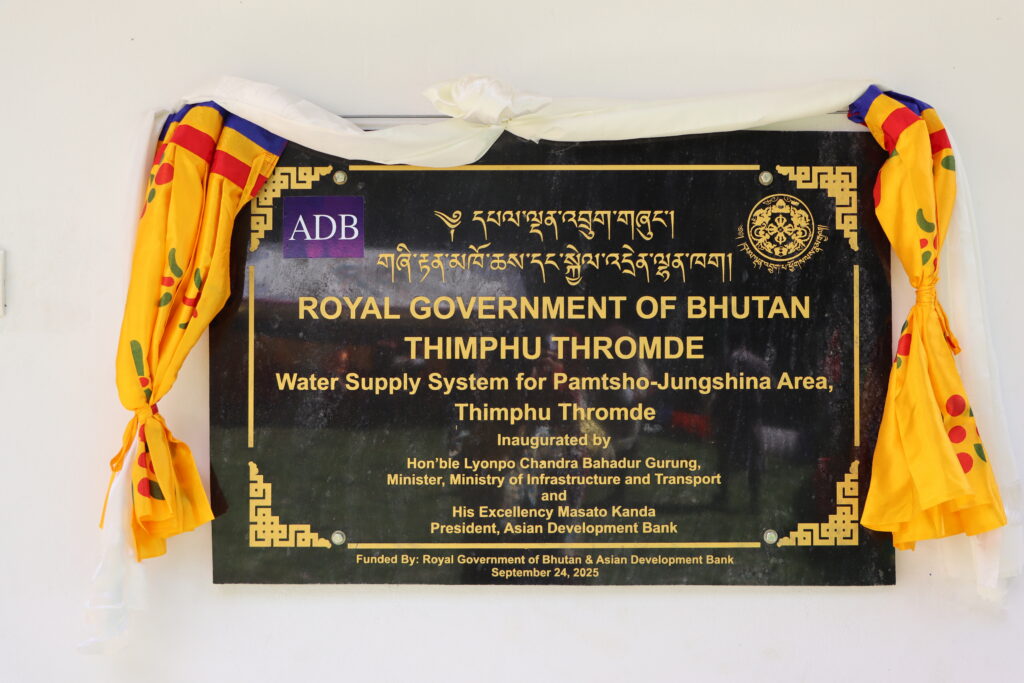 ADB
༄ དཔལ་ལྡན་འབྲུག་གཞུང་།
གཞི་རྟེན་མཁོ་ཆས་དང་སྐྱེལ་འདྲེན་ལྷན་ཁག།
ROYAL GOVERNMENT OF BHUTAN
THIMPHU THROMDE
Water Supply System for Pamtsho-Jungshina Area,
Thimphu Thromde
Inaugurated by
Hon'ble Lyonpo Chandra Bahadur Gurung,
Minister, Ministry of Infrastructure and Transport
and
His Excellency Masato Kanda
President, Asian Development Bank
Funded By: Royal Government of Bhutan & Asian Development Bank
September 24, 2025